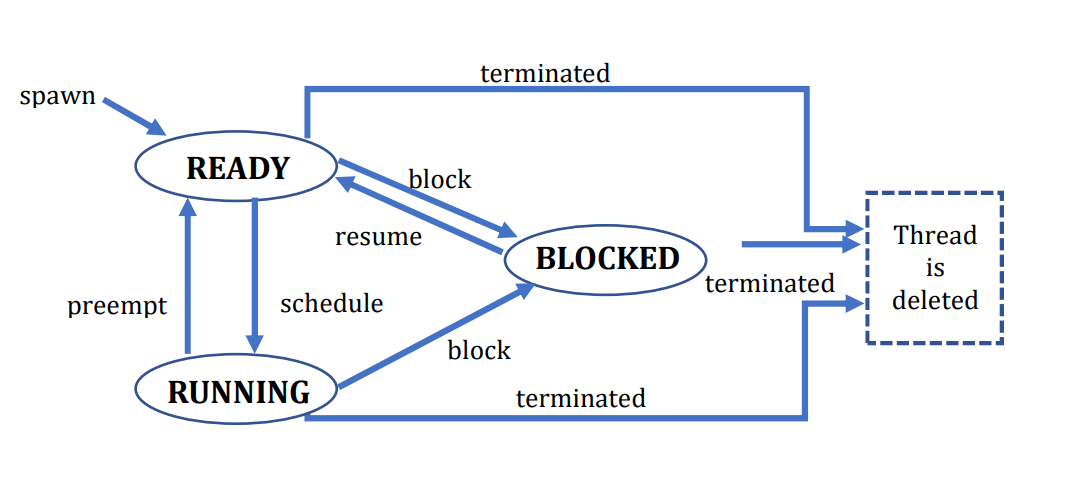 terminated
spawn
READY
block
resume
BLOCKED
Thread
is
deleted
terminated
preempt
schedule
block
RUNNING
terminated